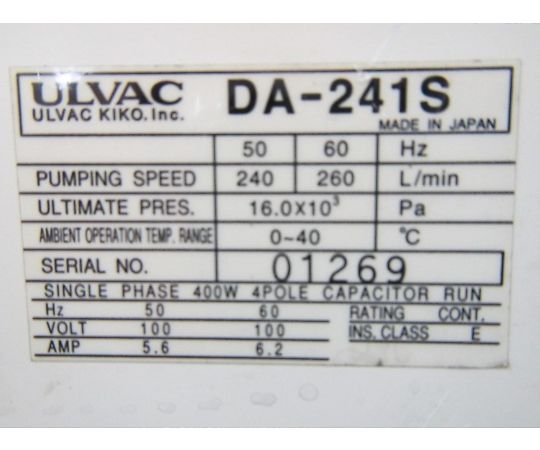 ULVAC DA-241S
ULVAC KIKO. Inc.
MADE IN JAPAN
50 60 Hz
PUMPING SPEED 240 260 L/min
ULTIMATE PRES. 16.0X10³ Pa
AMBIENT OPERATION TEMP. RANGE 0~40 ℃
SERIAL NO. 01269
SINGLE PHASE 400W 4POLE CAPACITOR RUN
Hz 50 60 RATING CONT.
VOLT 100 100 INS. CLASS E
AMP 5.6 6.2